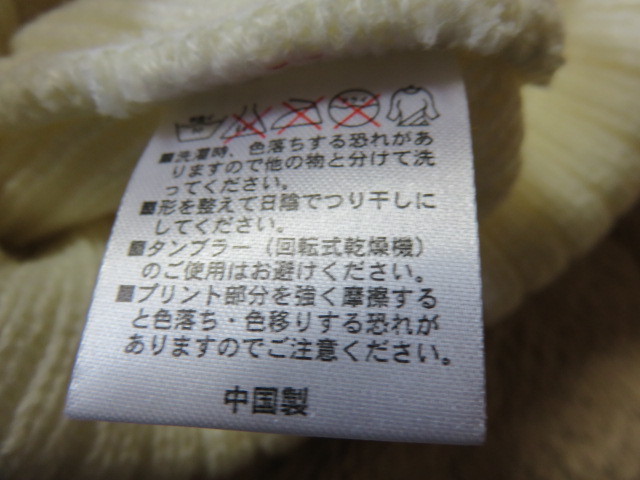 ■洗濯時、色落ちする恐れがあ
りますので他の物と分けて洗
ってください。
■形を整えて日陰でつり干しに
してください。
■タンブラー（回転式乾燥機）
のご使用はお避けください。
■プリント部分を強く摩擦する
と色落ち・色移りする恐れが
ありますのでご注意ください。
中国製